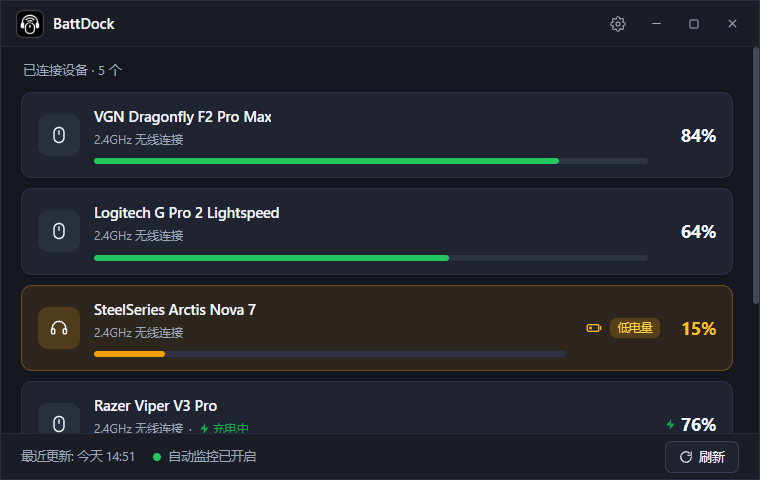 BattDock
已连接设备 · 5 个
VGN Dragonfly F2 Pro Max
2.4GHz 无线连接
84%
Logitech G Pro 2 Lightspeed
2.4GHz 无线连接
64%
SteelSeries Arctis Nova 7
2.4GHz 无线连接
低电量
15%
Razer Viper V3 Pro
2.4GHz 无线连接 · 充电中
76%
最近更新: 今天 14:51
自动监控已开启
刷新